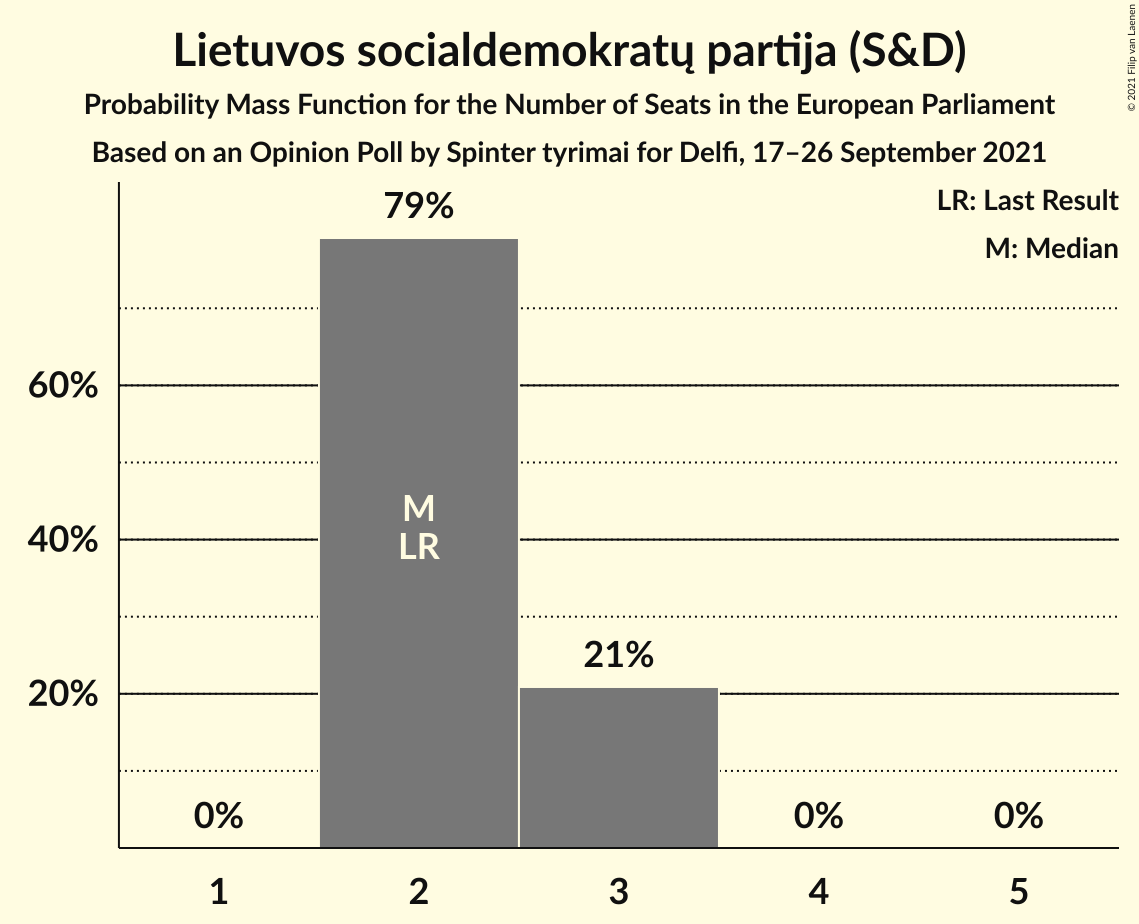 Lietuvos socialdemokratų partija (S&D)
Probability Mass Function for the Number of Seats in the European Parliament
Based on an Opinion Poll by Spinter tyrimai for Delfi, 17–26 September 2021
© 2021 Filip van Laenen
LR: Last Result
M: Median
79%
60%
M
40%
LR
21%
20%
0%
0%
0%
1
2
3
4
5